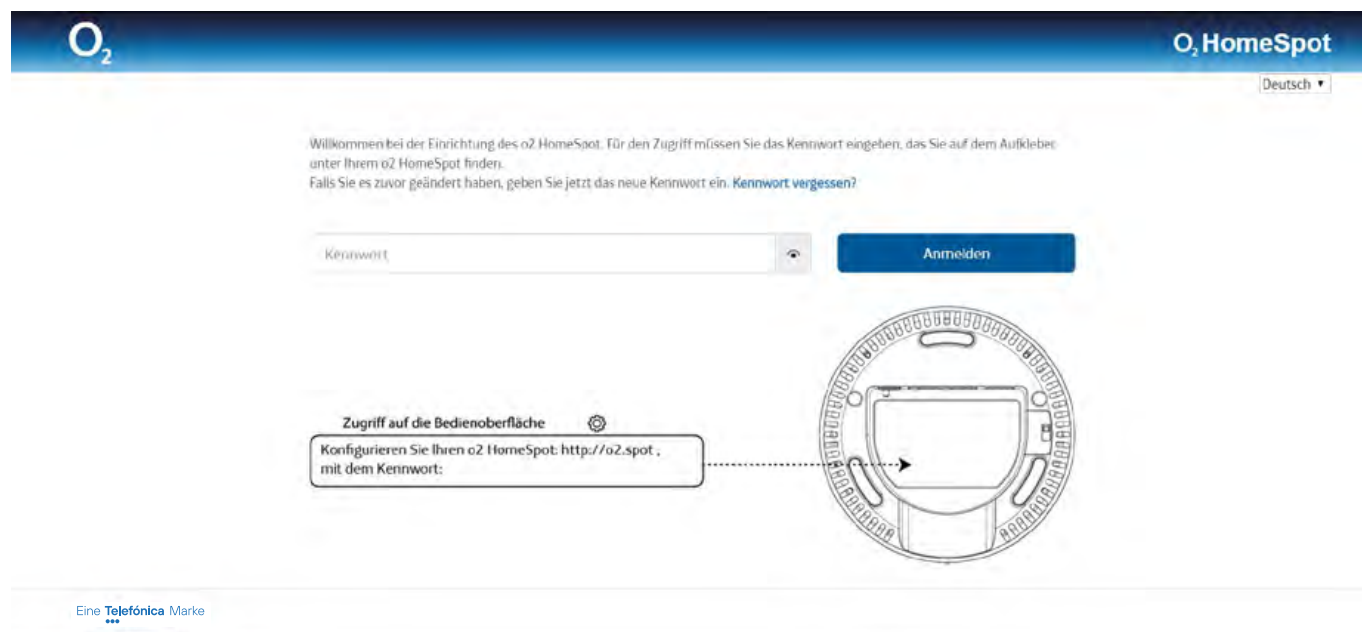 O2
O2 HomeSpot
Deutsch
Willkommen bei der Einrichtung des o2 HomeSpot. Für den Zugriff müssen Sie das Kennwort eingeben, das Sie auf dem Aufkleber
unter Ihrem o2 HomeSpot finden.
Falls Sie es zuvor geändert haben, geben Sie jetzt das neue Kennwort ein. Kennwort vergessen?
Kennwort
Anmelden
Zugriff auf die Bedienoberfläche
Konfigurieren Sie Ihren o2 HomeSpot: http://o2.spot ,
mit dem Kennwort:
Eine Telefónica Marke